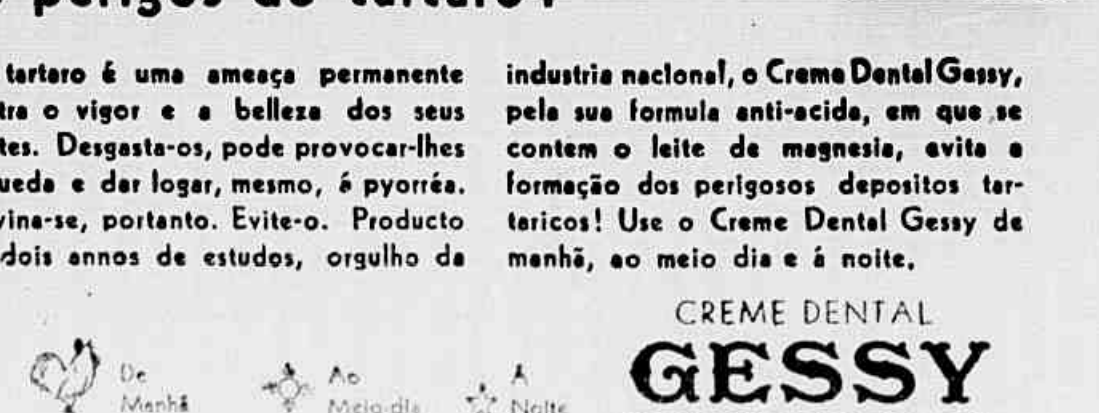 perigos do tartaro?
tartaro é uma ameaça permanente
tra o vigor e a belleza dos seus
tes. Desgasta-os, pode provocar-lhes
ueda e dar logar, mesmo, á pyorréa.
vina-se, portanto. Evite-o. Producto
dois annos de estudos, orgulho da
industria nacional, o Creme Dental Gessy,
pela sua formula anti-acida, em que se
contem o leite de magnesia, evita a
formação dos perigosos depositos tar-
taricos! Use o Creme Dental Gessy de
manhã, ao meio dia e á noite.
De
Manhã
Ao
Meio-dia
Á
Noite
CREME DENTAL
GESSY